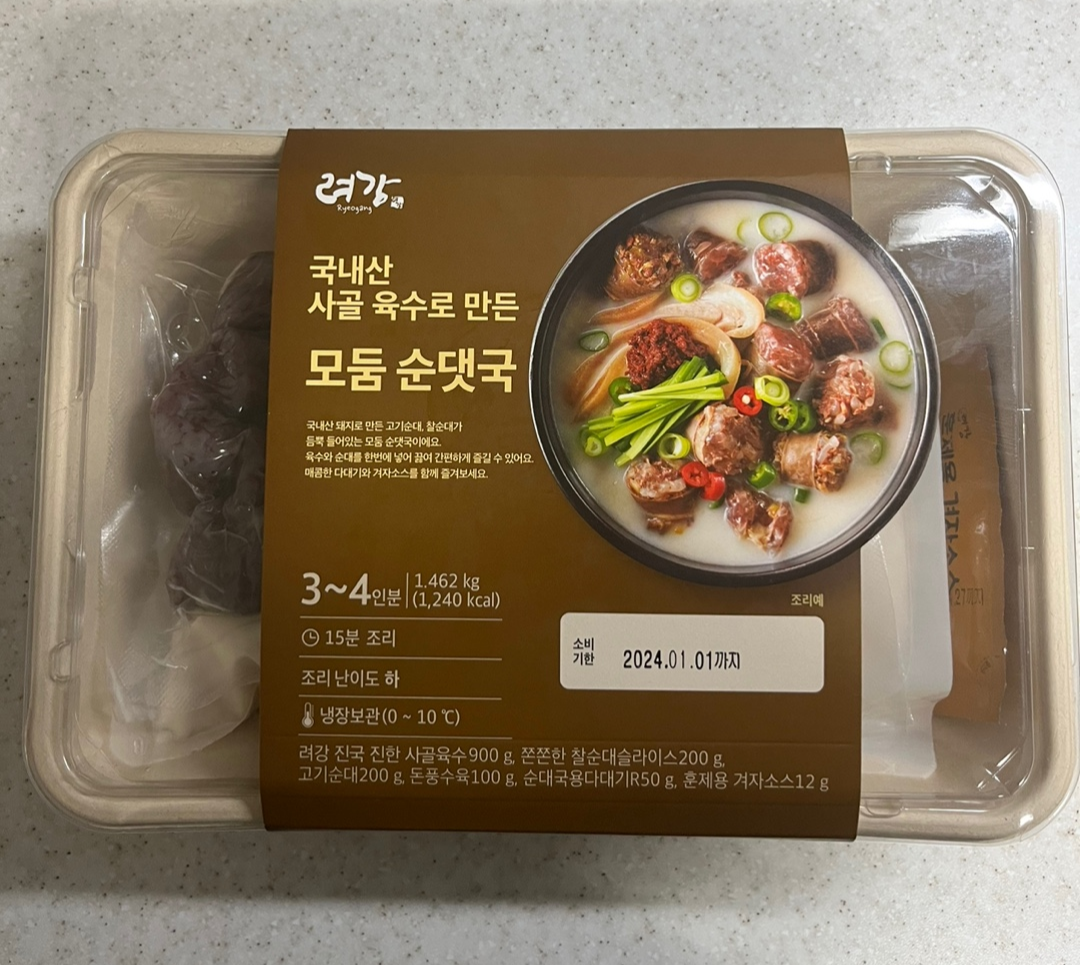 려강
Ryeogang
국내산
사골 육수로 만든
모둠 순댓국
국내산 돼지로 만든 고기순대, 찰순대가
듬뿍 들어있는 모둠 순댓국이에요.
육수와 순대를 한번에 넣어 끓여 간편하게 즐길 수 있어요.
매콤한 다대기와 겨자소스를 함께 즐겨보세요.
3~4인분 1.462 kg
(1,240 kcal)
조리예
15분 조리
소비
기한 2024.01.01까지
조리 난이도 하
냉장보관(0 ~ 10 ℃)
려강 진국 진한 사골육수900 g, 쫀쫀한 찰순대슬라이스200 g,
고기순대200 g, 돈풍수육100 g, 순대국용다대기R50 g, 훈제용 겨자소스12 g
훈제용 겨자소스